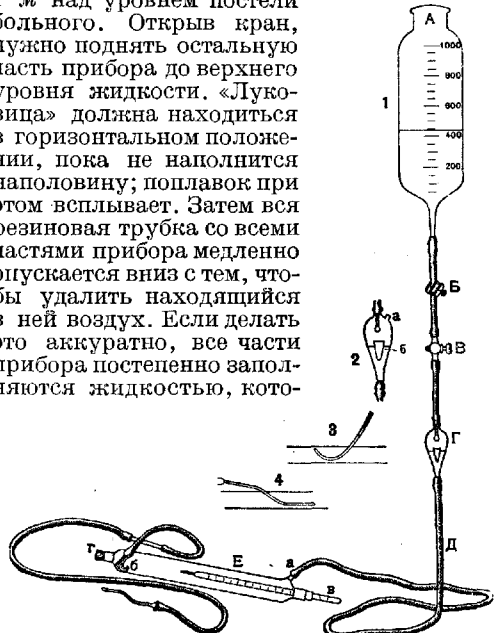 м над уровнем постели
больного. Открыв кран,
нужно поднять остальную
часть прибора до верхнего
уровня жидкости. «Луко-
вица» должна находиться
в горизонтальном положе-
нии, пока не наполнится
наполовину; поплавок при
этом всплывает. Затем вся
резиновая трубка со всеми
частями прибора медленно
опускается вниз с тем, что-
бы удалить находящийся
в ней воздух. Если делать
это аккуратно, все части
прибора постепенно запол-
няются жидкостью, кото-
А
1000
800
1
600
400
200
Б
а
2
б
В
3
Г
4
Д
г
б
Е
а
в